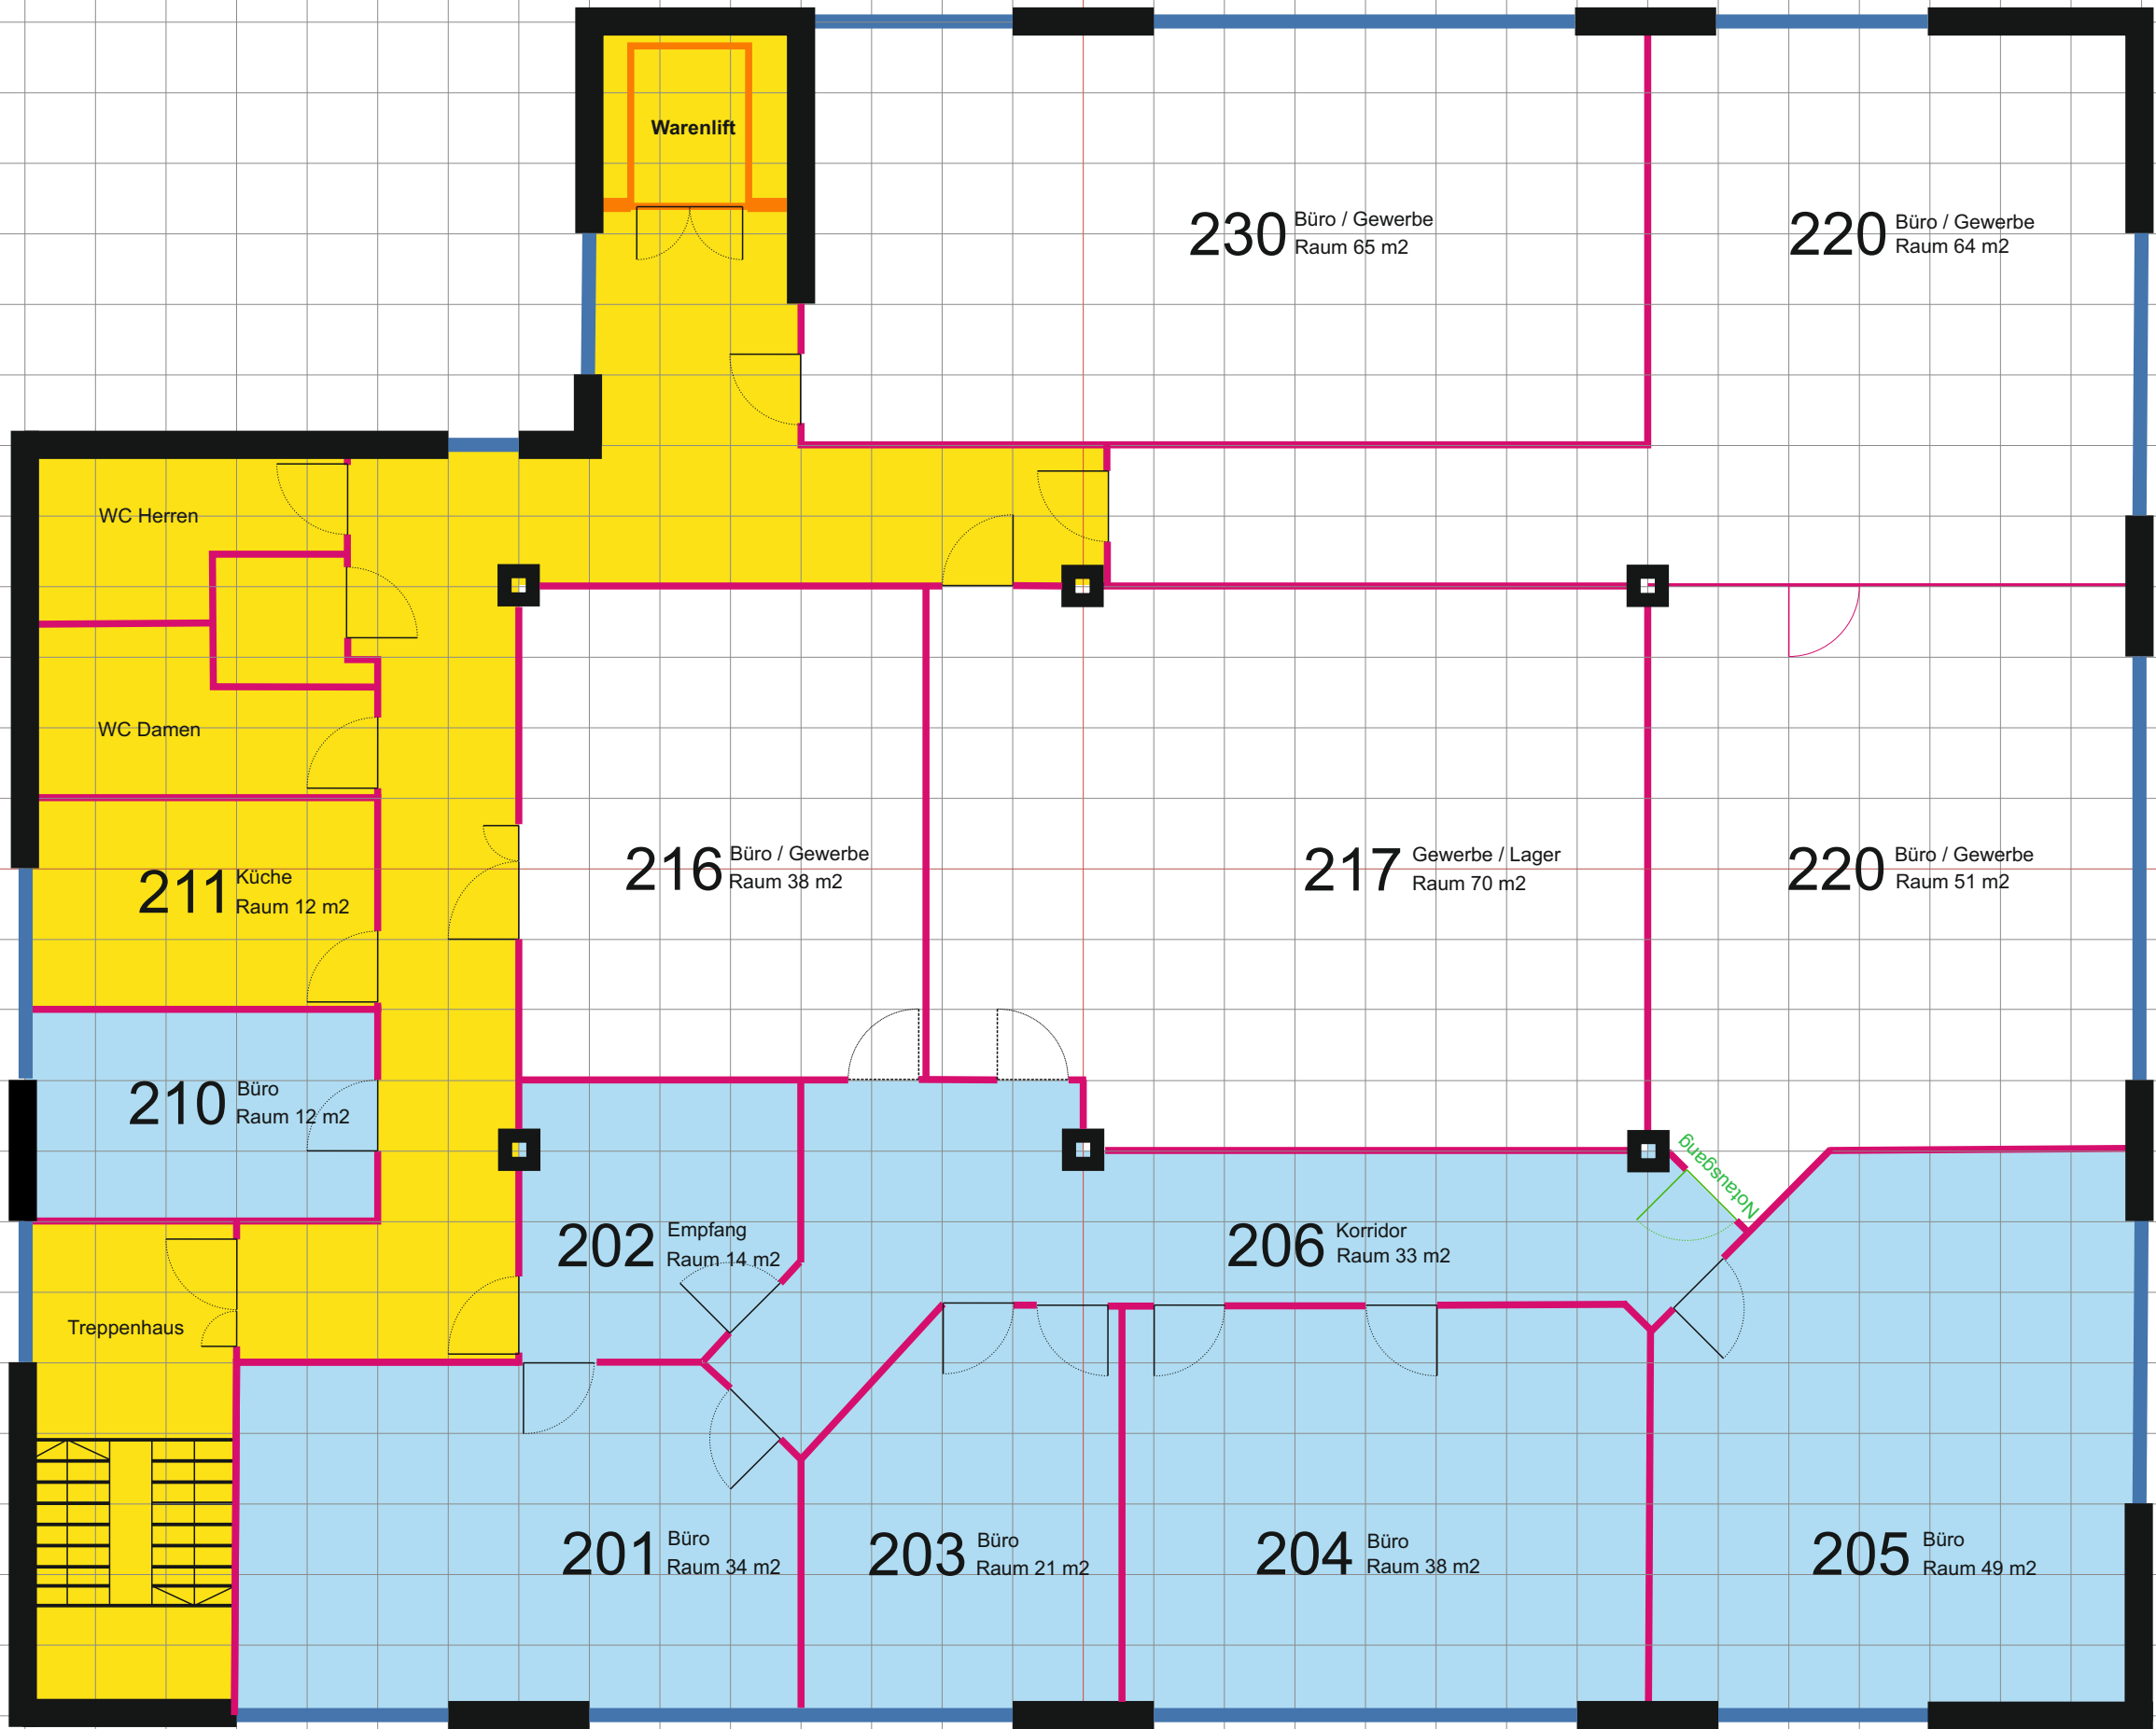 Warenlift
230 Büro / Gewerbe
Raum 65 m2
220 Büro / Gewerbe
Raum 64 m2
WC Herren
WC Damen
211 Küche
Raum 12 m2
216 Büro / Gewerbe
Raum 38 m2
217 Gewerbe / Lager
Raum 70 m2
220 Büro / Gewerbe
Raum 51 m2
210 Büro
Raum 12 m2
Notausgang
202 Empfang
Raum 14 m2
206 Korridor
Raum 33 m2
Treppenhaus
201 Büro
Raum 34 m2
203 Büro
Raum 21 m2
204 Büro
Raum 38 m2
205 Büro
Raum 49 m2